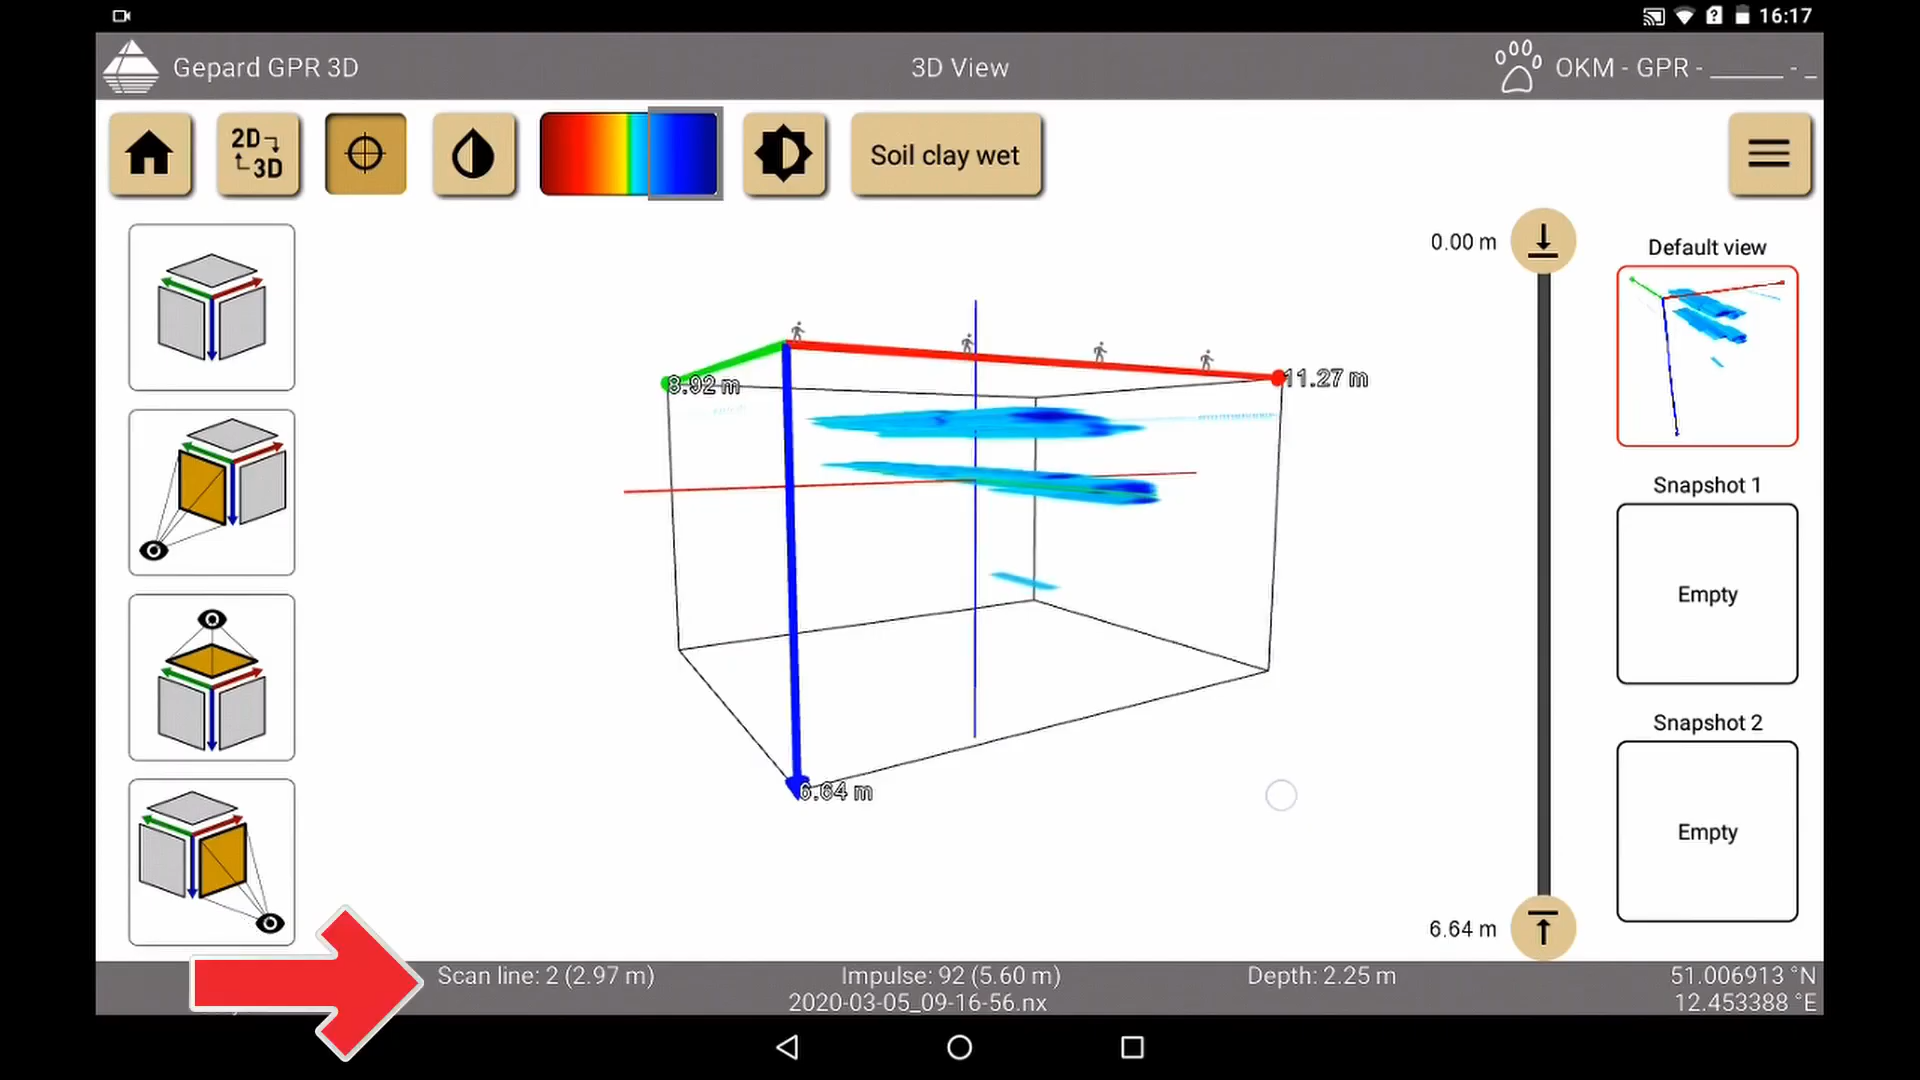 16:17
Gepard GPR 3D
3D View
OKM - GPR - _____ - _
2D
3D
Soil clay wet
0.00 m
Default view
8.92 m
11.27 m
Snapshot 1
Empty
Snapshot 2
6.64 m
Empty
6.64 m
Scan line: 2 (2.97 m)
Impulse: 92 (5.60 m)
Depth: 2.25 m
51.006913 °N
2020-03-05_09-16-56.nx
12.453388 °E